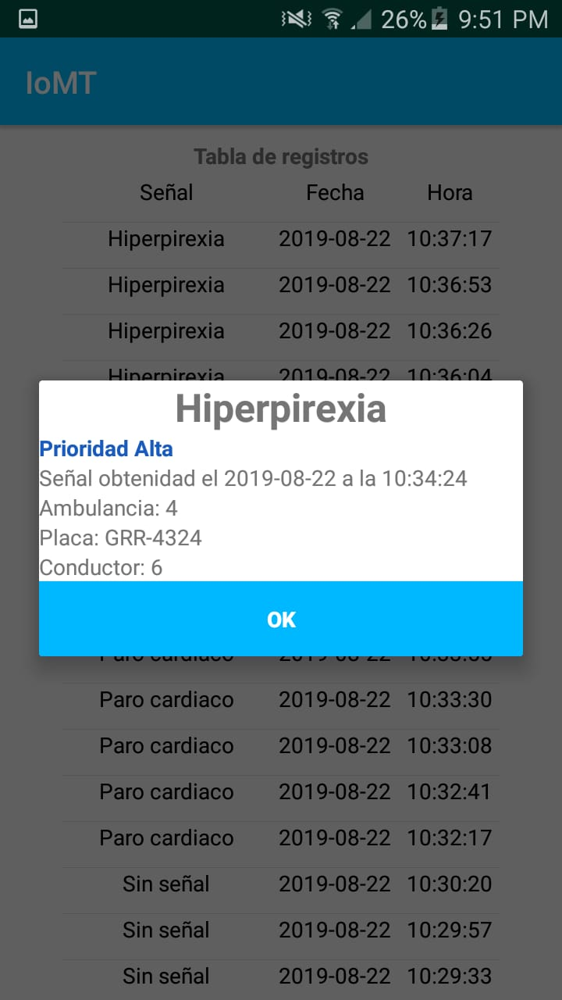 26% 9:51 PM
IoMT
Tabla de registros
Señal Fecha Hora
Hiperpirexia 2019-08-22 10:37:17
Hiperpirexia 2019-08-22 10:36:53
Hiperpirexia 2019-08-22 10:36:26
Hiperpirexia 2019-08-22 10:36:04
Hiperpirexia
Prioridad Alta
Señal obtenidad el 2019-08-22 a la 10:34:24
Ambulancia: 4
Placa: GRR-4324
Conductor: 6
OK
Paro cardiaco 2019-08-22
Paro cardiaco 2019-08-22 10:33:30
Paro cardiaco 2019-08-22 10:33:08
Paro cardiaco 2019-08-22 10:32:41
Paro cardiaco 2019-08-22 10:32:17
Sin señal 2019-08-22 10:30:20
Sin señal 2019-08-22 10:29:57
Sin señal 2019-08-22 10:29:33